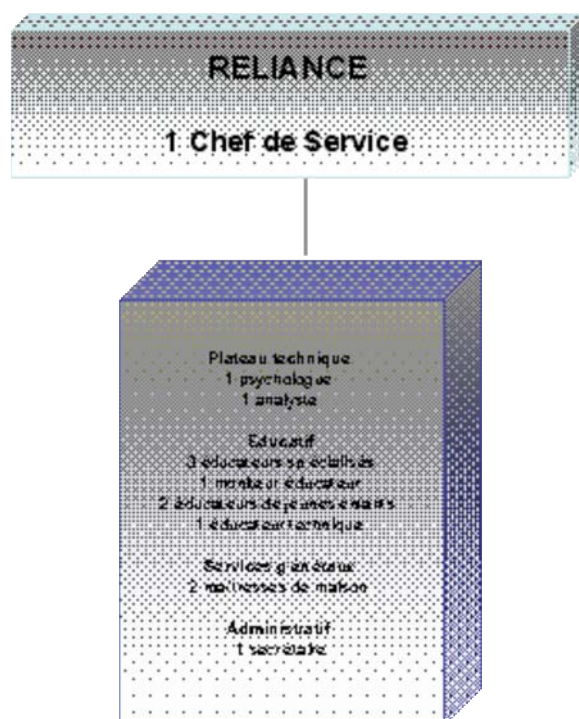 RELIANCE
1 Chef de Service
Plateau technique
1 psychologue
1 analyste
Educatif
3 éducateurs spécialisés
1 moniteur éducateur
2 éducateurs de jeunes enfants
1 éducateur technique
Services généraux
2 maîtresses de maison
Administratif
1 secrétaire